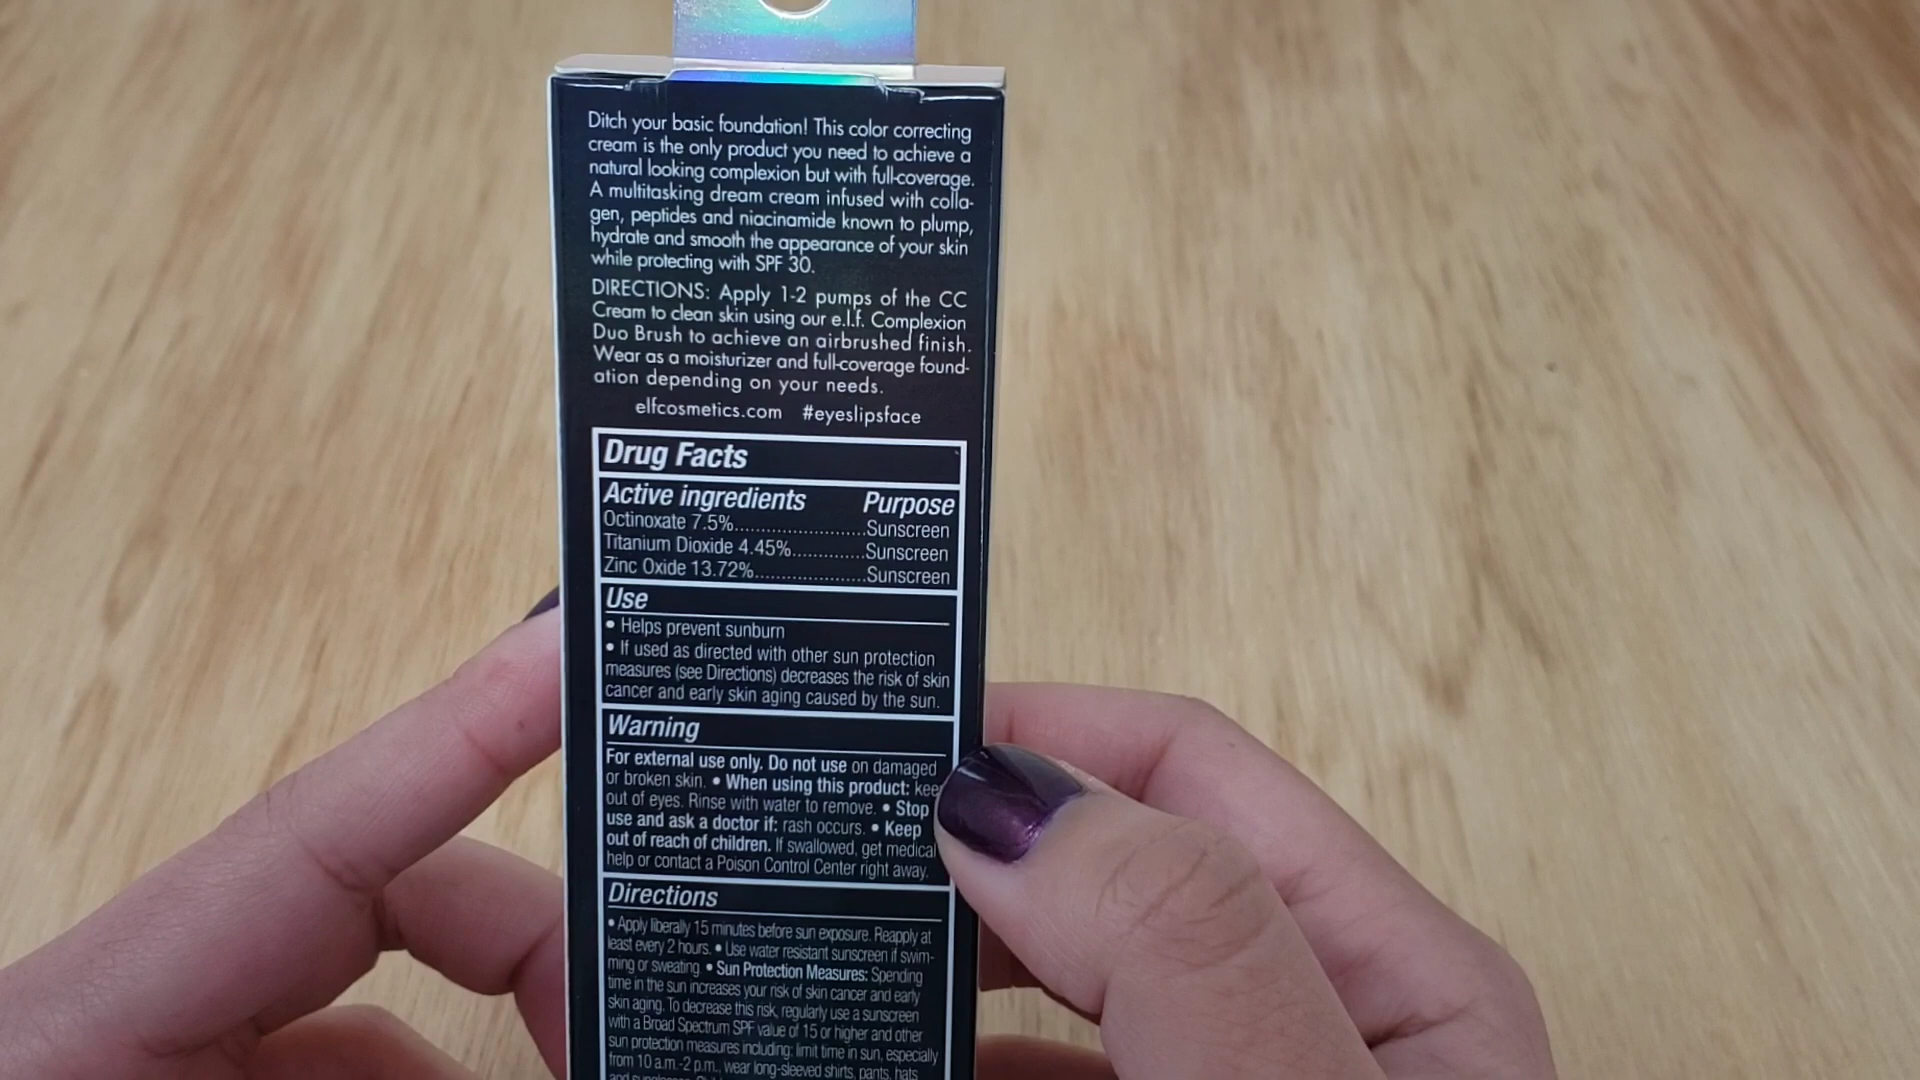 Ditch your basic foundation! This color correcting
cream is the only product you need to achieve a
natural looking complexion but with full-coverage.
A multitasking dream cream infused with colla-
gen, peptides and niacinamide known to plump,
hydrate and smooth the appearance of your skin
while protecting with SPF 30.
DIRECTIONS: Apply 1-2 pumps of the CC
Cream to clean skin using our e.l.f. Complexion
Duo Brush to achieve an airbrushed finish.
Wear as a moisturizer and full-coverage found-
ation depending on your needs.
elfcosmetics.com #eyeslipsface
Drug Facts
Active ingredients Purpose
Octinoxate 7.5%........................Sunscreen
Titanium Dioxide 4.45%.............Sunscreen
Zinc Oxide 13.72%.....................Sunscreen
Use
• Helps prevent sunburn
• If used as directed with other sun protection
measures (see Directions) decreases the risk of skin
cancer and early skin aging caused by the sun.
Warning
For external use only. Do not use on damaged
or broken skin. • When using this product: keep
out of eyes. Rinse with water to remove. • Stop
use and ask a doctor if: rash occurs. • Keep
out of reach of children. If swallowed, get medical
help or contact a Poison Control Center right away.
Directions
• Apply liberally 15 minutes before sun exposure. Reapply at
least every 2 hours. • Use water resistant sunscreen if swim-
ming or sweating. • Sun Protection Measures: Spending
time in the sun increases your risk of skin cancer and early
skin aging. To decrease this risk, regularly use a sunscreen
with a Broad Spectrum SPF value of 15 or higher and other
sun protection measures including: limit time in sun, especially
from 10 a.m.-2 p.m., wear long-sleeved shirts, pants, hats